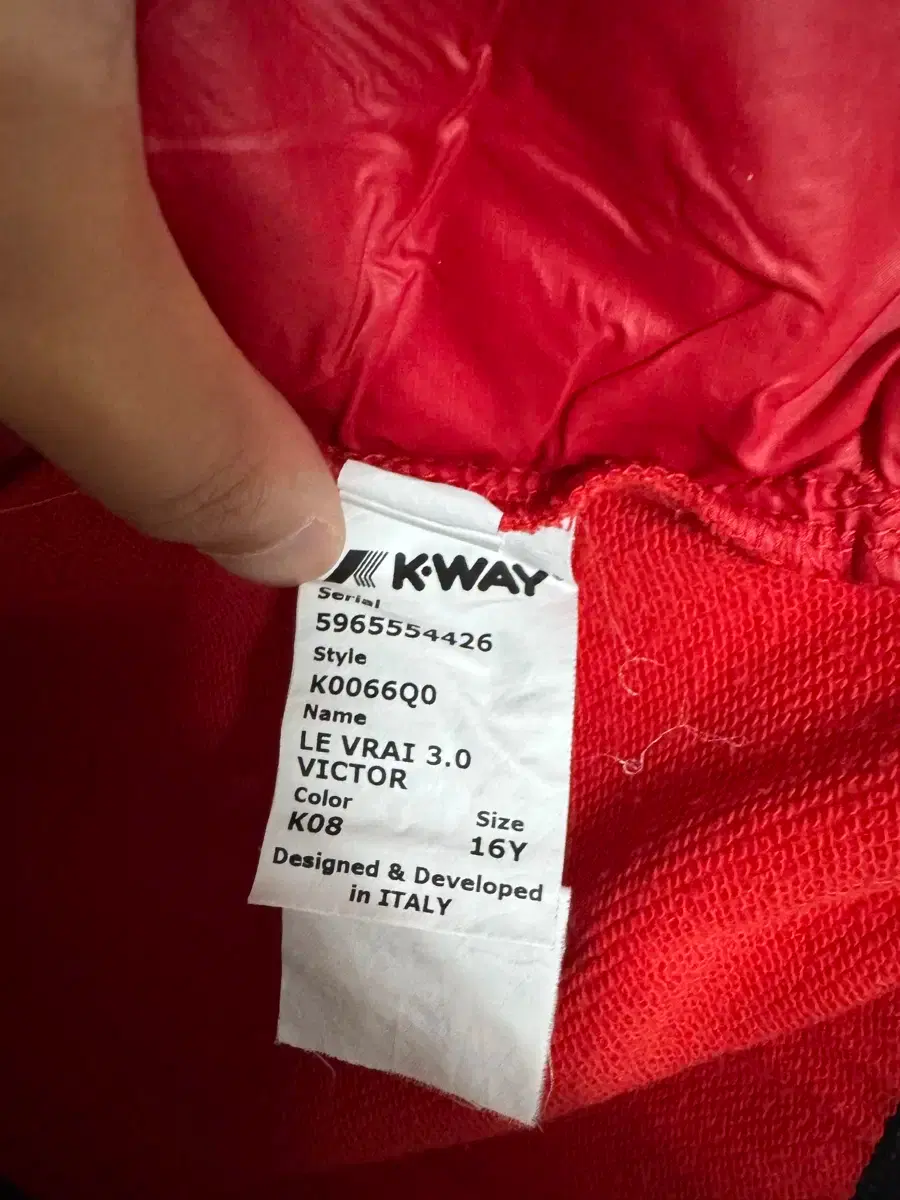 K·WAY
Serial
5965554426
Style
K0066Q0
Name
LE VRAI 3.0
VICTOR
Color
K08
Size
16Y
Designed & Developed
in ITALY